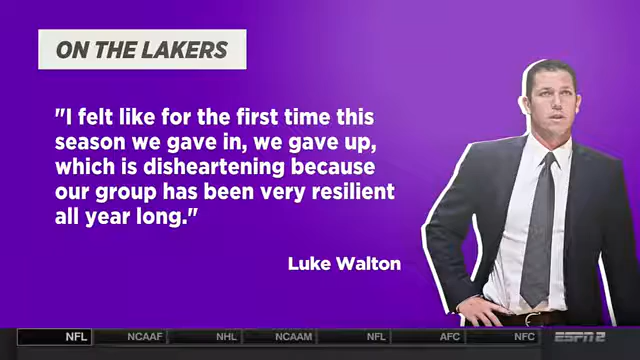 ON THE LAKERS
"I felt like for the first time this
season we gave in, we gave up,
which is disheartening because
our group has been very resilient
all year long."
Luke Walton
NFL NCAAF NHL NCAAM NFL AFC NFC ESPN2